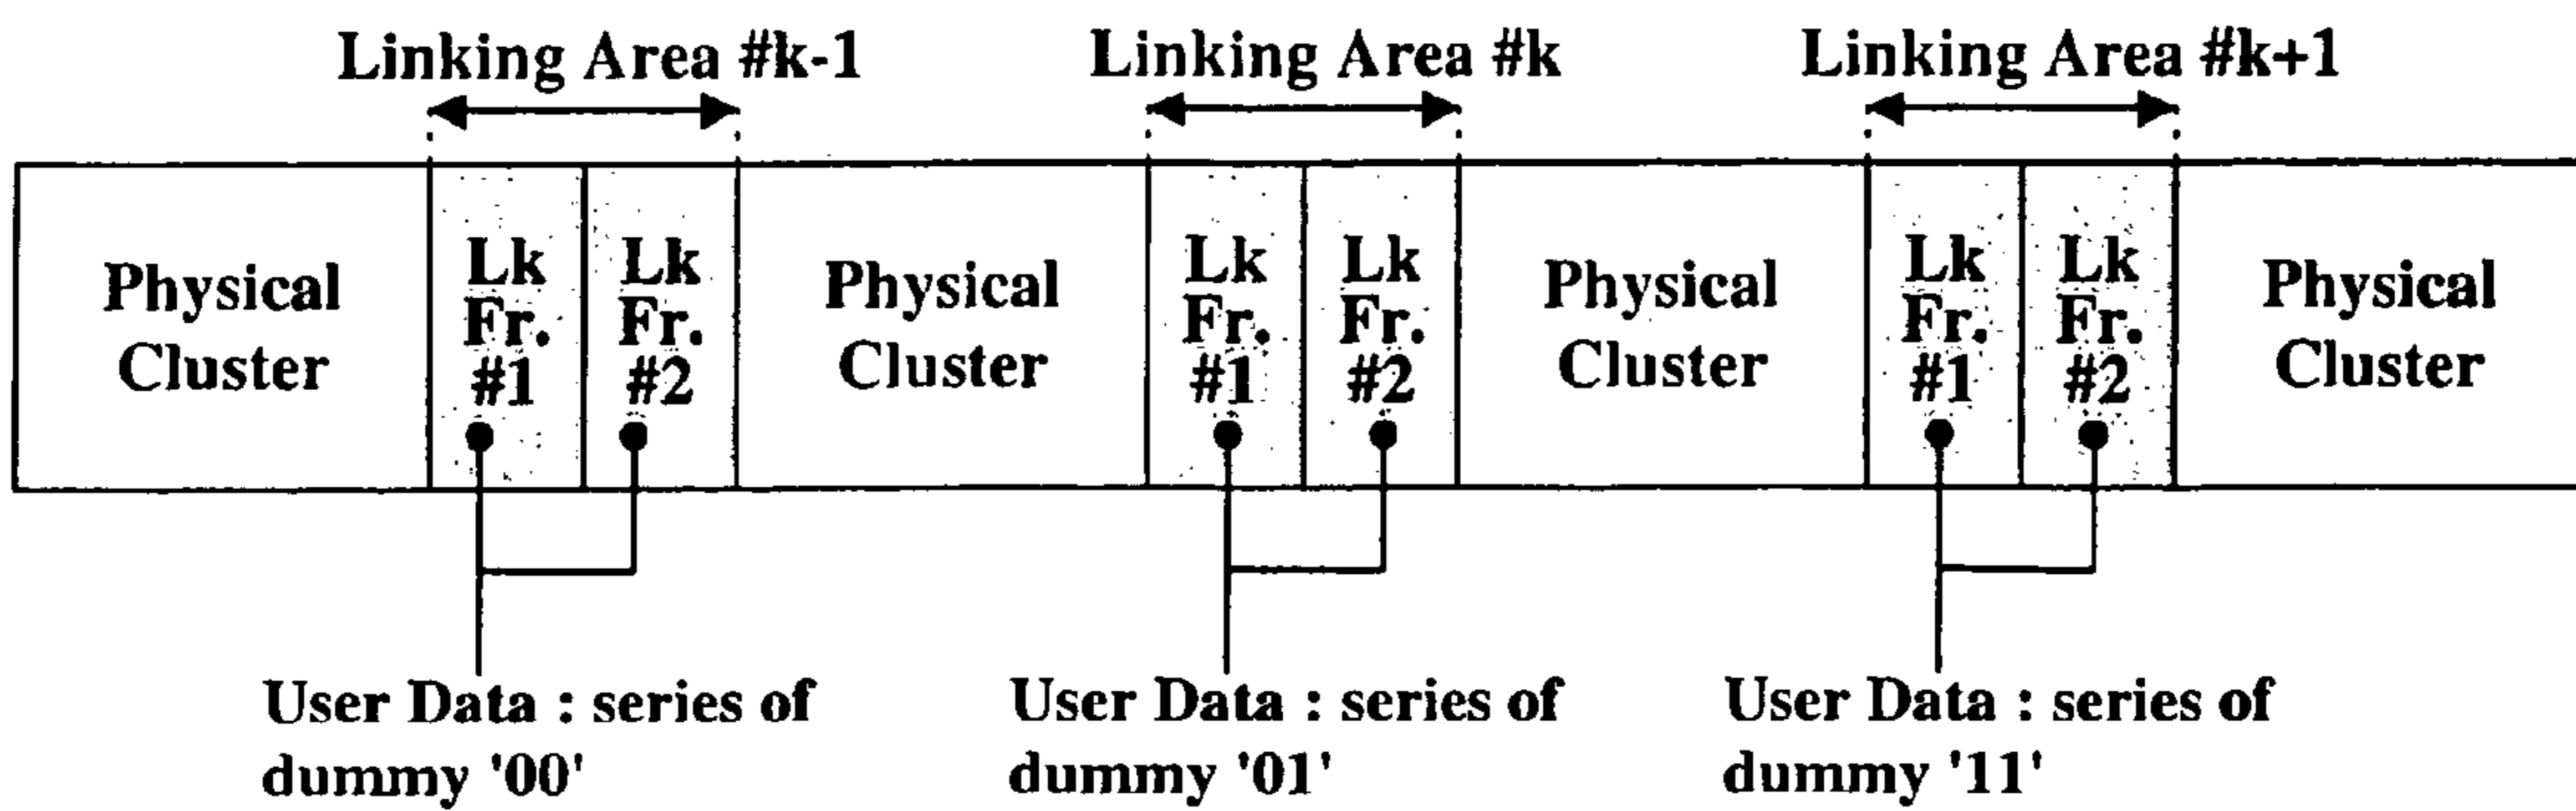 Linking Area #k-1 Linking Area #k Linking Area #k+1
Physical Cluster
Lk Fr. #1
Lk Fr. #2
Physical Cluster
Lk Fr. #1
Lk Fr. #2
Physical Cluster
Lk Fr. #1
Lk Fr. #2
Physical Cluster
User Data : series of
dummy '00'
User Data : series of
dummy '01'
User Data : series of
dummy '11'